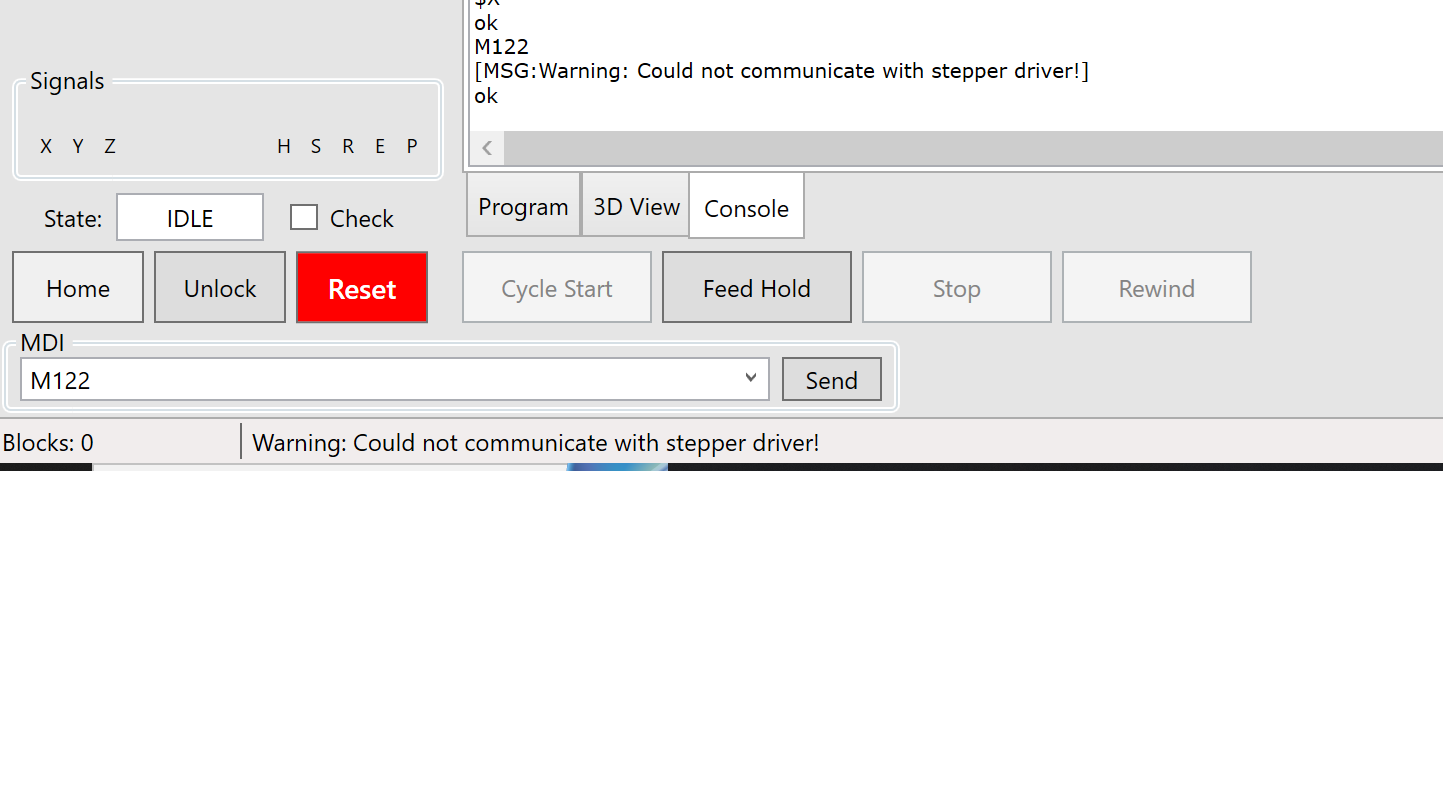 $X
ok
M122
[MSG:Warning: Could not communicate with stepper driver!]
ok
Signals
X Y Z H S R E P
State: IDLE Check
Program 3D View Console
Home Unlock Reset Cycle Start Feed Hold Stop Rewind
MDI
M122 Send
Blocks: 0 Warning: Could not communicate with stepper driver!